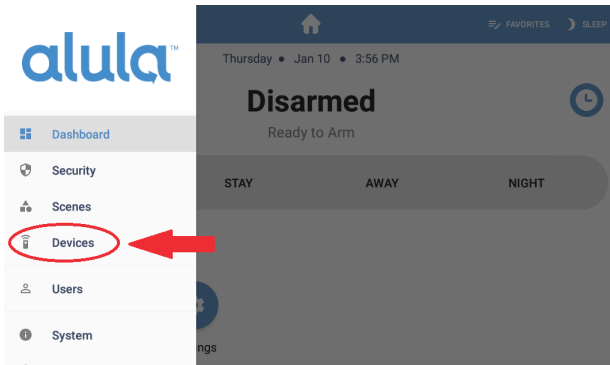 alula™
FAVORITES SLEEP
Thursday • Jan 10 • 3:56 PM
Disarmed
Ready to Arm
Dashboard
Security
Scenes
Devices
Users
System
STAY AWAY NIGHT
ngs